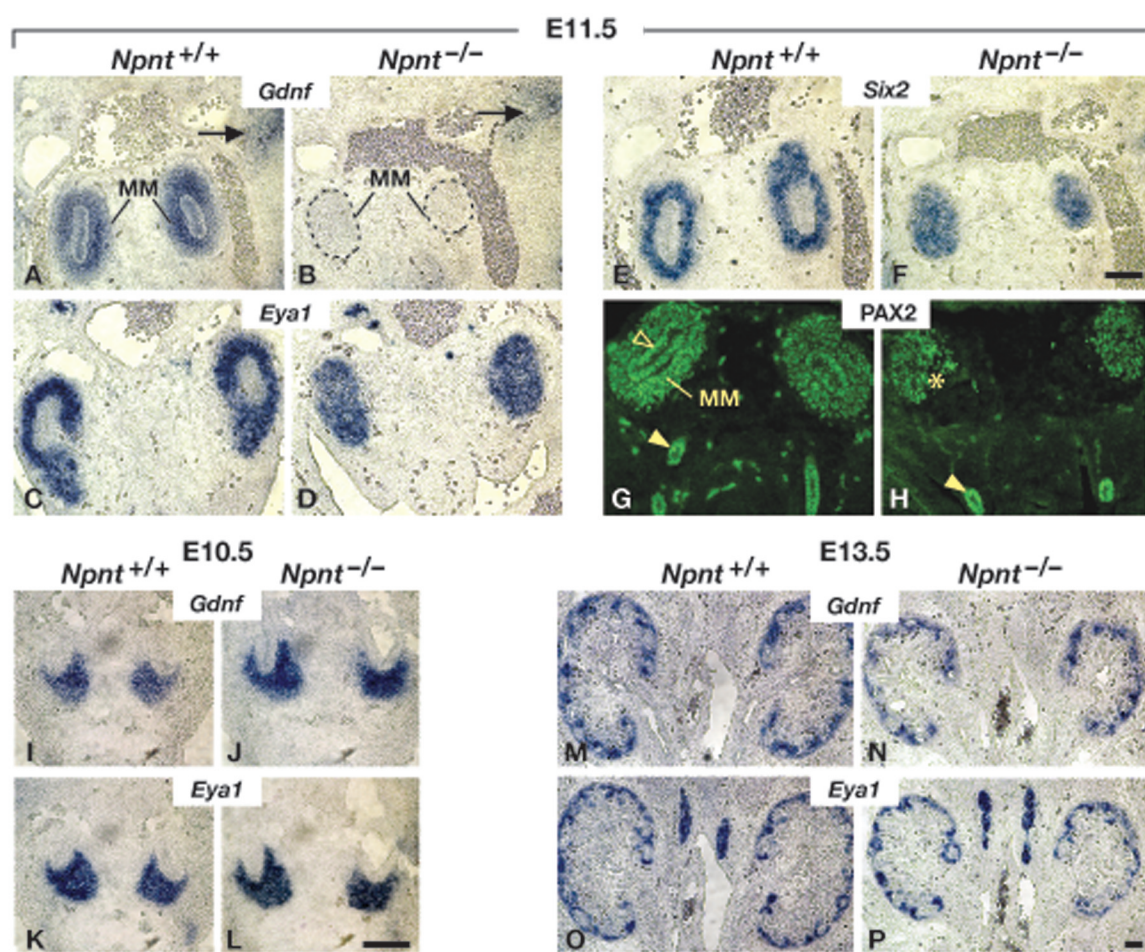 E11.5
Npnt+/+ Npnt−/− Npnt+/+ Npnt−/−
Gdnf Six2
MM MM
A B E F
Eya1 PAX2
MM
*
C D G H
E10.5 E13.5
Npnt+/+ Npnt−/− Npnt+/+ Npnt−/−
Gdnf Gdnf
I J M N
Eya1 Eya1
K L O P